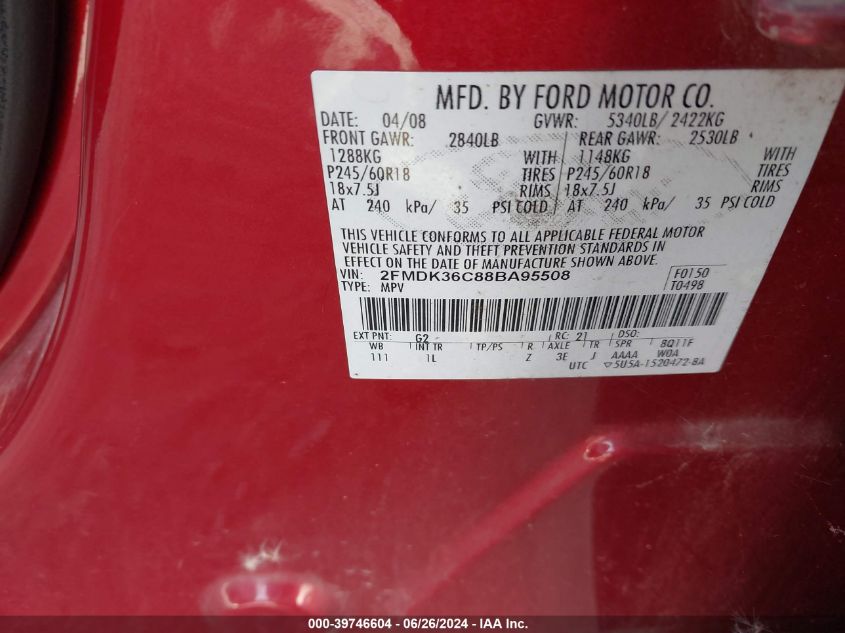 MFD. BY FORD MOTOR CO.
DATE: 04/08 GVWR: 5340LB/ 2422KG
FRONT GAWR: 2840LB REAR GAWR: 2530LB
1288KG WITH 1148KG WITH
P245/60R18 TIRES P245/60R18 TIRES
18x7.5J RIMS 18x7.5J RIMS
AT 240 kPa/ 35 PSI COLD AT 240 kPa/ 35 PSI COLD
THIS VEHICLE CONFORMS TO ALL APPLICABLE FEDERAL MOTOR
VEHICLE SAFETY AND THEFT PREVENTION STANDARDS IN
EFFECT ON THE DATE OF MANUFACTURE SHOWN ABOVE.
VIN: 2FMDK36C88BA95508 F0150
TYPE: MPV T0498
EXT PNT: G2 RC: 21 DSO:
WB INT TR TP/PS R AXLE TR SPR 8Q11F
111 1L Z 3E J AAAA W0A
UTC ▽5U5A-1520472-BA
000-39746604 - 06/26/2024 - IAA Inc.